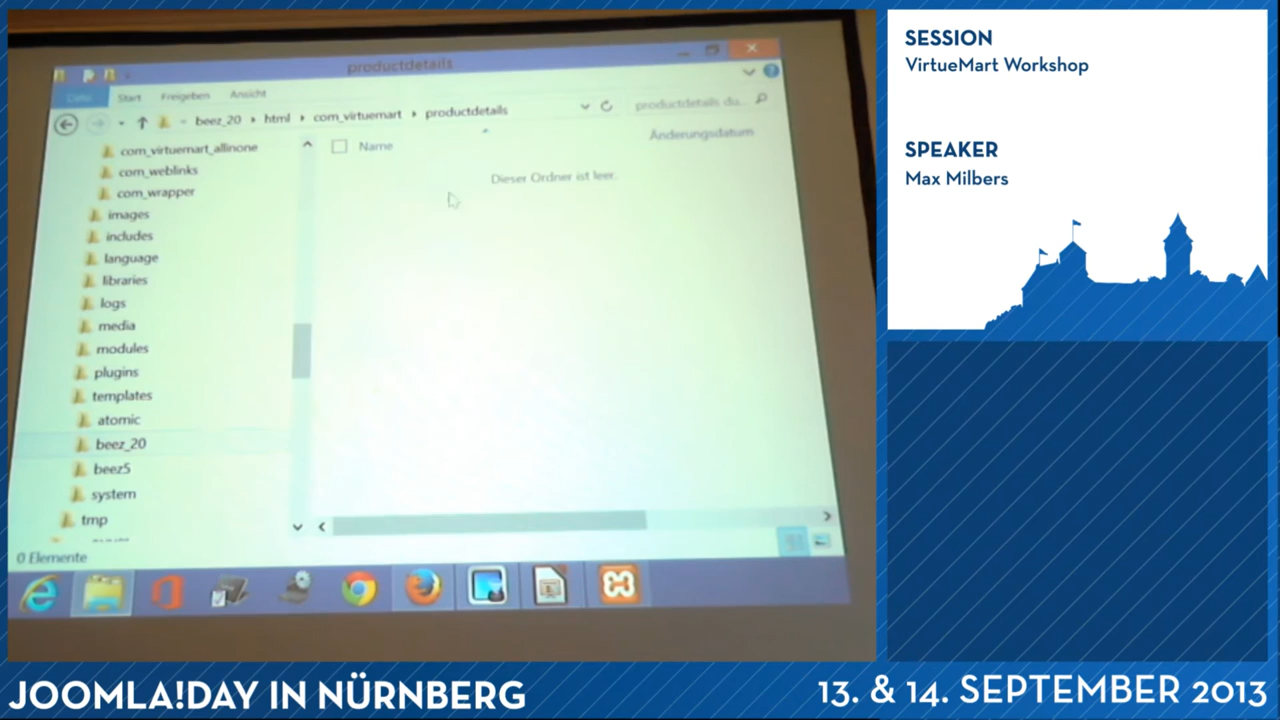 productdetails
Datei
Start
Freigeben
Ansicht
beez_20
html
com_virtuemart
productdetails
productdetails du...
com_virtuemart_allinone
com_weblinks
com_wrapper
images
includes
language
libraries
logs
media
modules
plugins
templates
atomic
beez_20
beez5
system
tmp
Name
Änderungsdatum
Dieser Ordner ist leer.
0 Elemente
SESSION
VirtueMart Workshop
SPEAKER
Max Milbers
JOOMLA!DAY IN NÜRNBERG
13. & 14. SEPTEMBER 2013